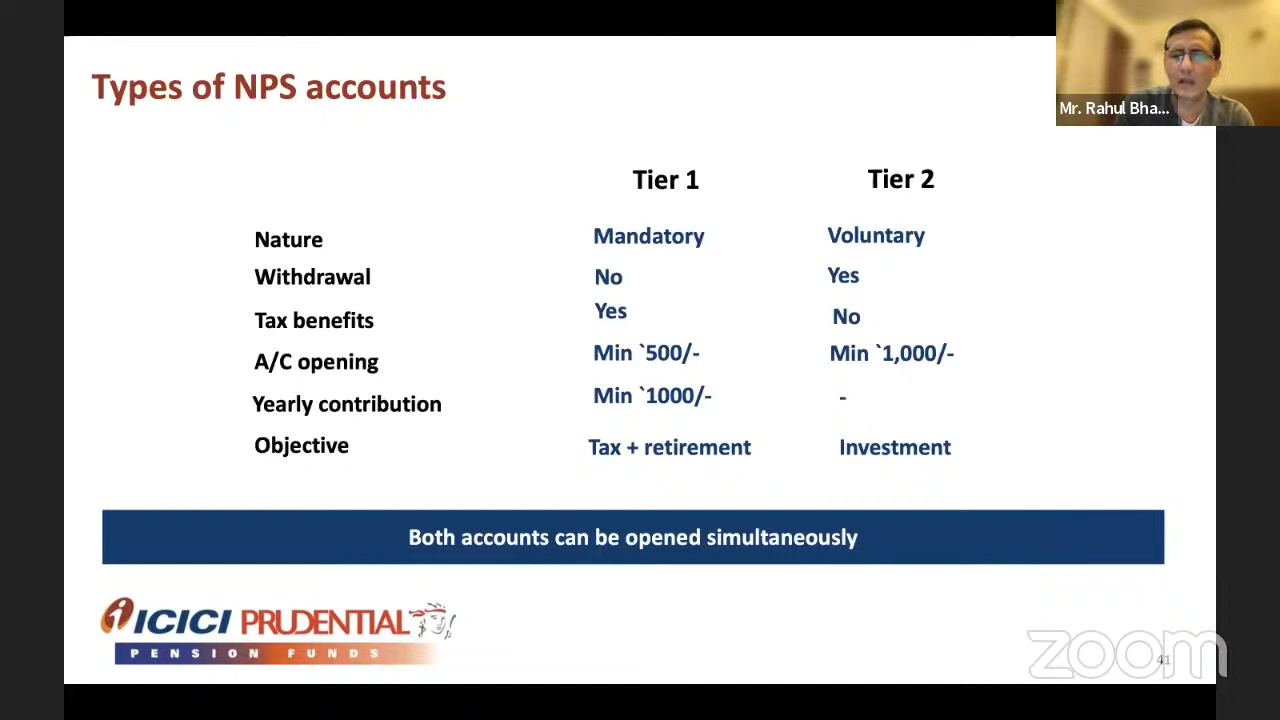 Types of NPS accounts
Mr. Rahul Bha...
Tier 1 Tier 2
Nature Mandatory Voluntary
Withdrawal No Yes
Tax benefits Yes No
A/C opening Min `500/- Min `1,000/-
Yearly contribution Min `1000/- -
Objective Tax + retirement Investment
Both accounts can be opened simultaneously
ICICI PRUDENTIAL
PENSION FUNDS
zoom
41